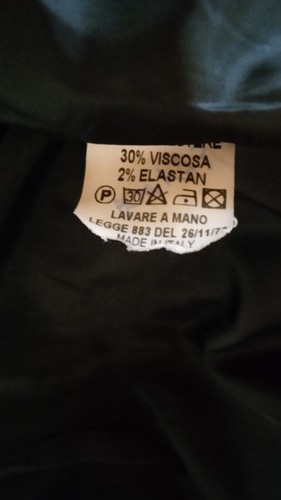 30% VISCOSA
2% ELASTAN
P 30
LAVARE A MANO
LEGGE 883 DEL 26/11/73
MADE IN ITALY